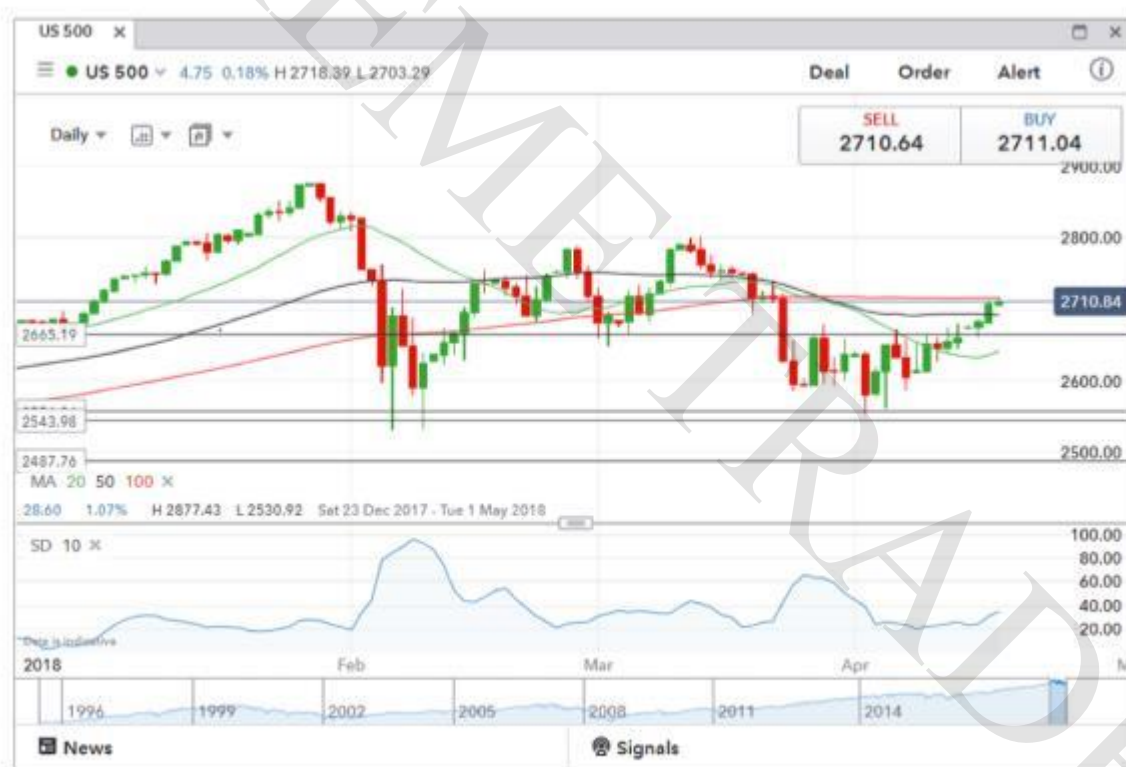 US 500 ×
US 500 4.75 0.18% H 2718.39 L 2703.29 Deal Order Alert
Daily
SELL BUY
2710.64 2711.04
2900.00
2800.00
2710.84
2665.19
2600.00
2543.98
2500.00
2487.76
MA 20 50 100 ×
28.60 1.07% H 2877.43 L 2530.92 Sat 23 Dec 2017 - Tue 1 May 2018
SD 10 ×
100.00
80.00
60.00
40.00
20.00
Data is indicative
2018 Feb Mar Apr
1996 1999 2002 2005 2008 2011 2014
News Signals